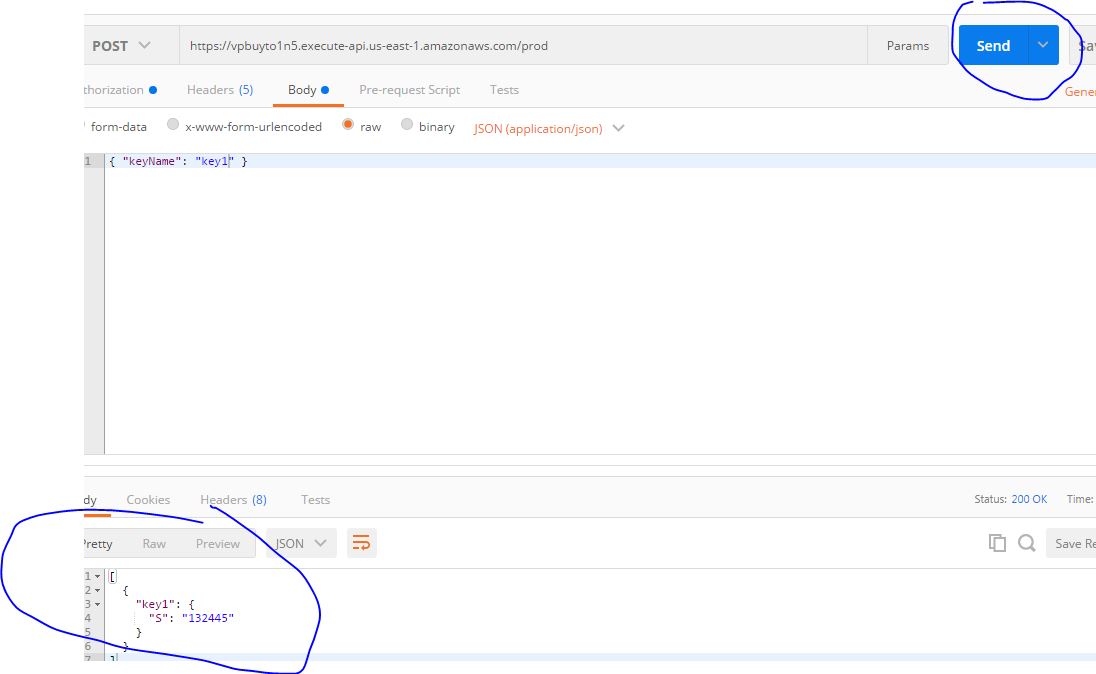 POST https://vpbuyto1n5.execute-api.us-east-1.amazonaws.com/prod Params Send Sa
thorization Headers (5) Body Pre-request Script Tests Gener
form-data x-www-form-urlencoded raw binary JSON (application/json)
1 { "keyName": "key1" }
dy Cookies Headers (8) Tests Status: 200 OK Time:
Pretty Raw Preview JSON Save Re
1 [
2 {
3 "key1": {
4 "S": "132445"
5 }
6 }
7 ]